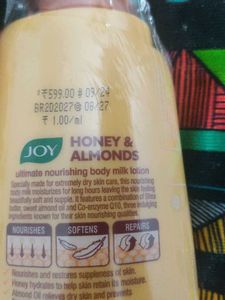 ₹599.00 @ 09/24
BR2D2027@ 08/27
₹ 1.00/ml
JOY
HONEY &
ALMONDS
ultimate nourishing body milk lotion
Specially made for extremely dry skin care, this nourishing
body milk moisturizes for long hours leaving the skin feeling
beautifully soft and supple. It features a combination of
sweet almond oil and Co-enzyme Q10, three
ingredients known for their skin nourishing qualities.
NOURISHES SOFTENS REPAIRS
Nourishes and restores suppleness of skin.
Honey hydrates to help skin retain its moisture.
Almond Oil relieves dry skin and prevents